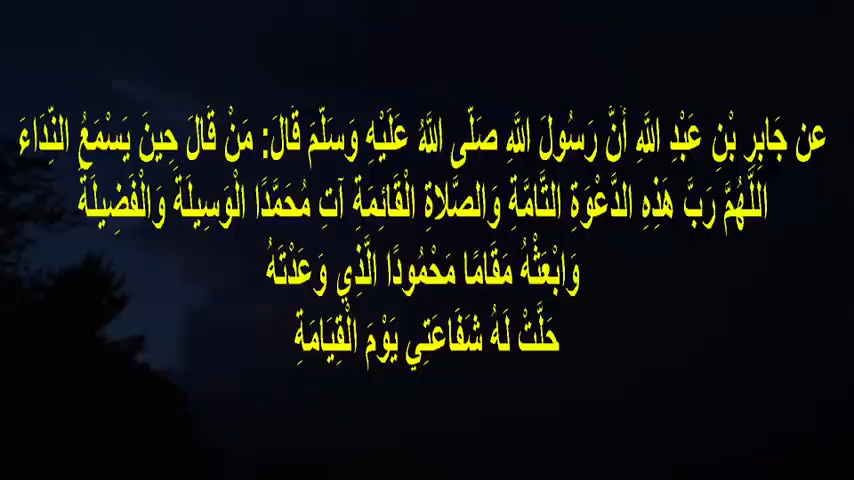 عن جَابِرِ بْنِ عَبْدِ اللَّهِ أَنَّ رَسُولَ اللَّهِ صَلَّى اللَّهُ عَلَيْهِ وَسَلَّمَ قَالَ: مَنْ قَالَ حِينَ يَسْمَعُ النِّدَاءَ
اللَّهُمَّ رَبَّ هَذِهِ الدَّعْوَةِ التَّامَّةِ وَالصَّلَاةِ الْقَائِمَةِ آتِ مُحَمَّدًا الْوَسِيلَةَ وَالْفَضِيلَةَ
وَابْعَثْهُ مَقَامًا مَحْمُودًا الَّذِي وَعَدْتَهُ
حَلَّتْ لَهُ شَفَاعَتِي يَوْمَ الْقِيَامَةِ